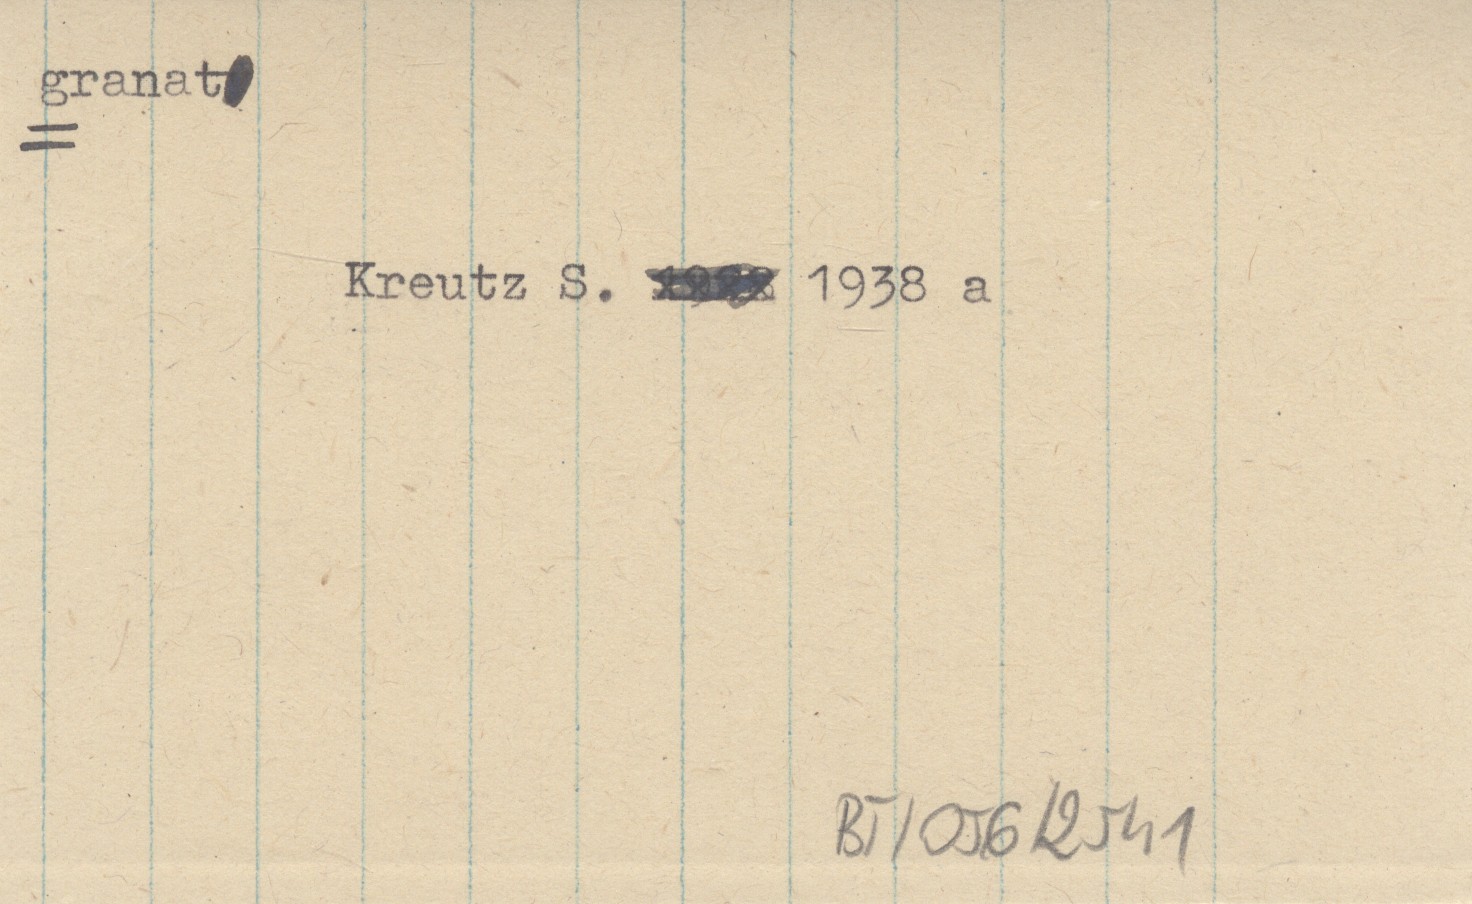 granat
Kreutz S. 1938 a
BT/056/2541